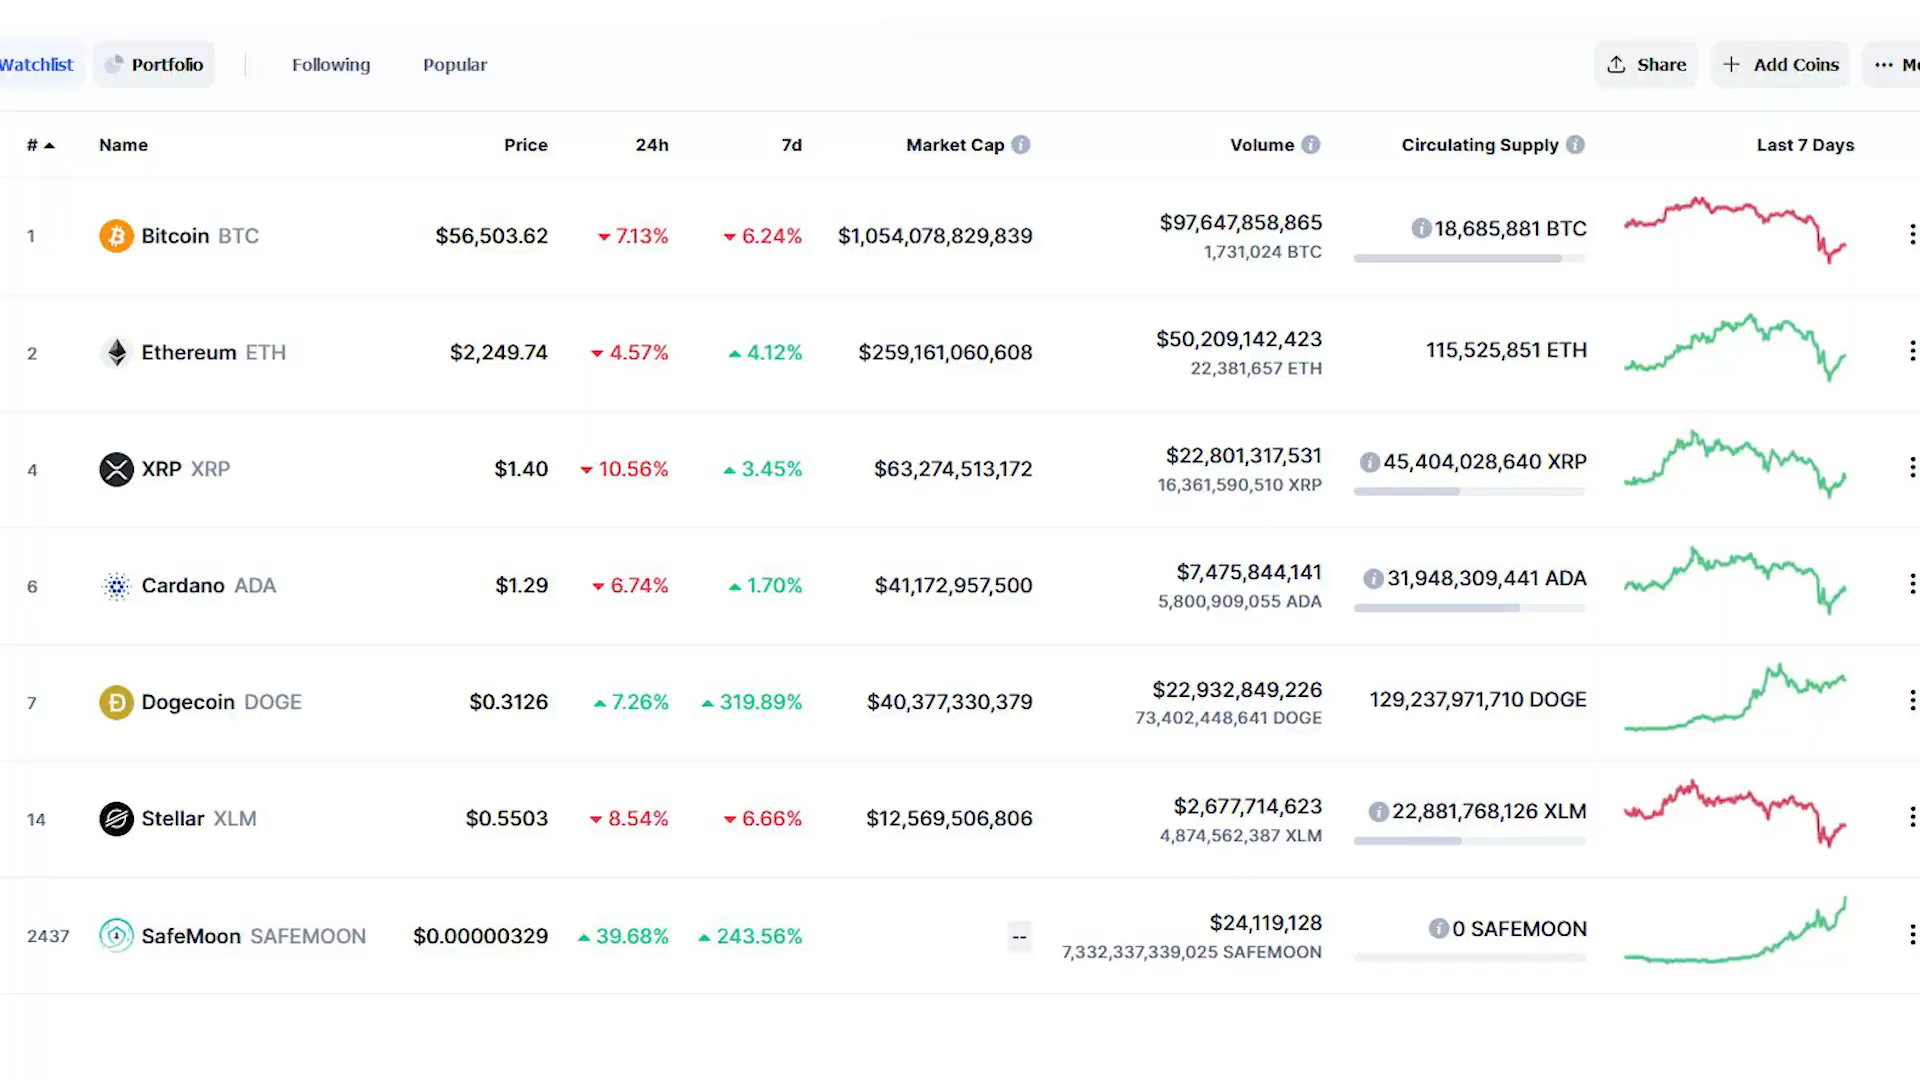 Watchlist Portfolio Following Popular Share Add Coins
# Name Price 24h 7d Market Cap Volume Circulating Supply Last 7 Days
1 Bitcoin BTC $56,503.62 7.13% 6.24% $1,054,078,829,839 $97,647,858,865 18,685,881 BTC
1,731,024 BTC
2 Ethereum ETH $2,249.74 4.57% 4.12% $259,161,060,608 $50,209,142,423 115,525,851 ETH
22,381,657 ETH
4 XRP XRP $1.40 10.56% 3.45% $63,274,513,172 $22,801,317,531 45,404,028,640 XRP
16,361,590,510 XRP
6 Cardano ADA $1.29 6.74% 1.70% $41,172,957,500 $7,475,844,141 31,948,309,441 ADA
5,800,909,055 ADA
7 Dogecoin DOGE $0.3126 7.26% 319.89% $40,377,330,379 $22,932,849,226 129,237,971,710 DOGE
73,402,448,641 DOGE
14 Stellar XLM $0.5503 8.54% 6.66% $12,569,506,806 $2,677,714,623 22,881,768,126 XLM
4,874,562,387 XLM
2437 SafeMoon SAFEMOON $0.00000329 39.68% 243.56% -- $24,119,128 0 SAFEMOON
7,332,337,339,025 SAFEMOON